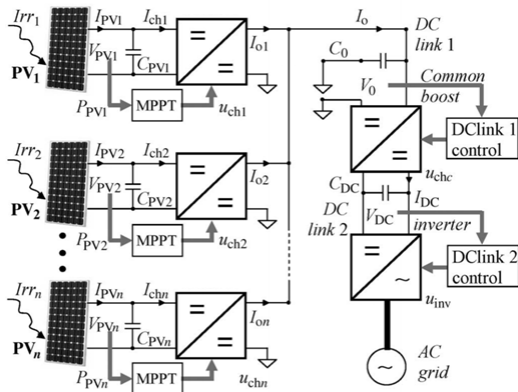 Irr1 IPV1 Ich1 Io DC
link 1
VPV1 CPV1 Io1 C0
PV1
V0 Common
boost
PPV1 MPPT uch1
DClink 1
control
Irr2 IPV2 Ich2
uchc
VPV2 CPV2 Io2 CDC IDC
PV2 DC
link 2 VDC inverter
PPV2 MPPT uch2
DClink 2
control
~
Irrn IPVn Ichn
uinv
VPVn CPVn Ion
PVn
~ AC
grid
PPVn MPPT uchn